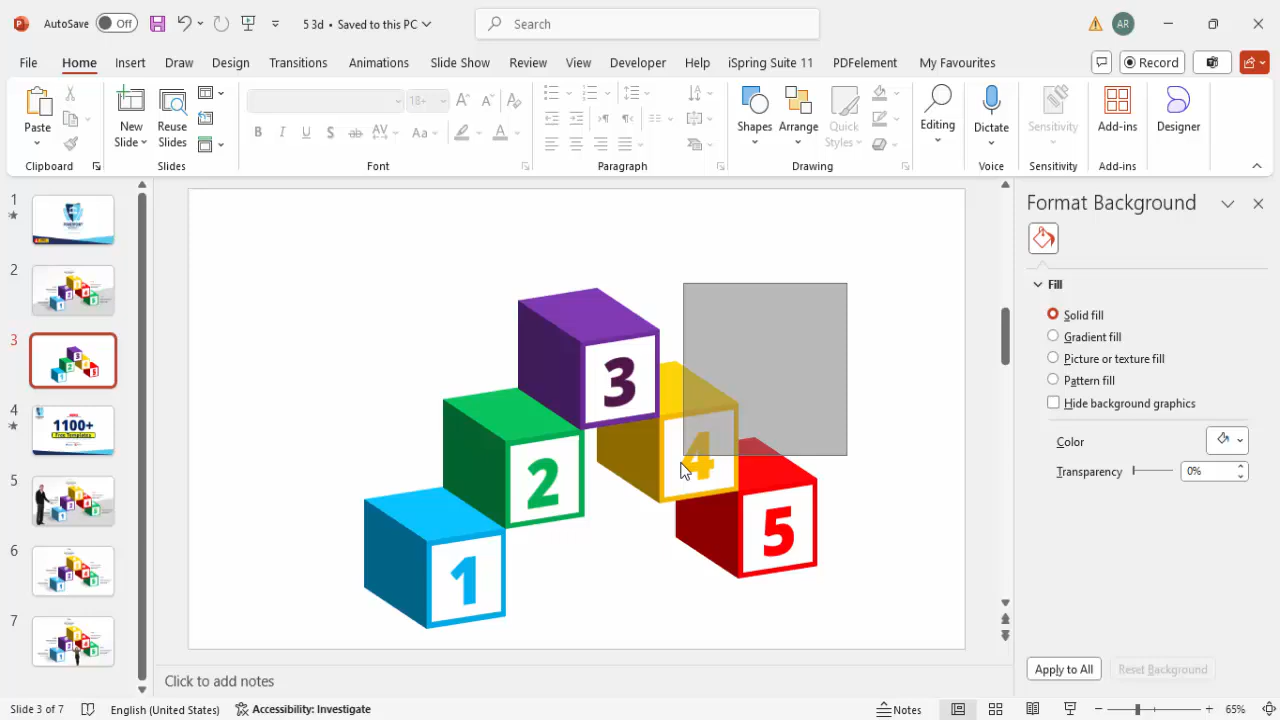 AutoSave Off 5 3d • Saved to this PC Search AR
File Home Insert Draw Design Transitions Animations Slide Show Review View Developer Help iSpring Suite 11 PDFelement My Favourites Record
Paste New Slide Reuse Slides 18+ Shapes Arrange Quick Styles Editing Dictate Sensitivity Add-ins Designer
Clipboard Slides Font Paragraph Drawing Voice Sensitivity Add-ins
Format Background
Fill
Solid fill
Gradient fill
Picture or texture fill
Pattern fill
Hide background graphics
Color
Transparency 0%
Apply to All Reset Background
1
2
3
4
1100+
5
6
7
3
4
2
5
1
Click to add notes
Slide 3 of 7 English (United States) Accessibility: Investigate Notes 65%